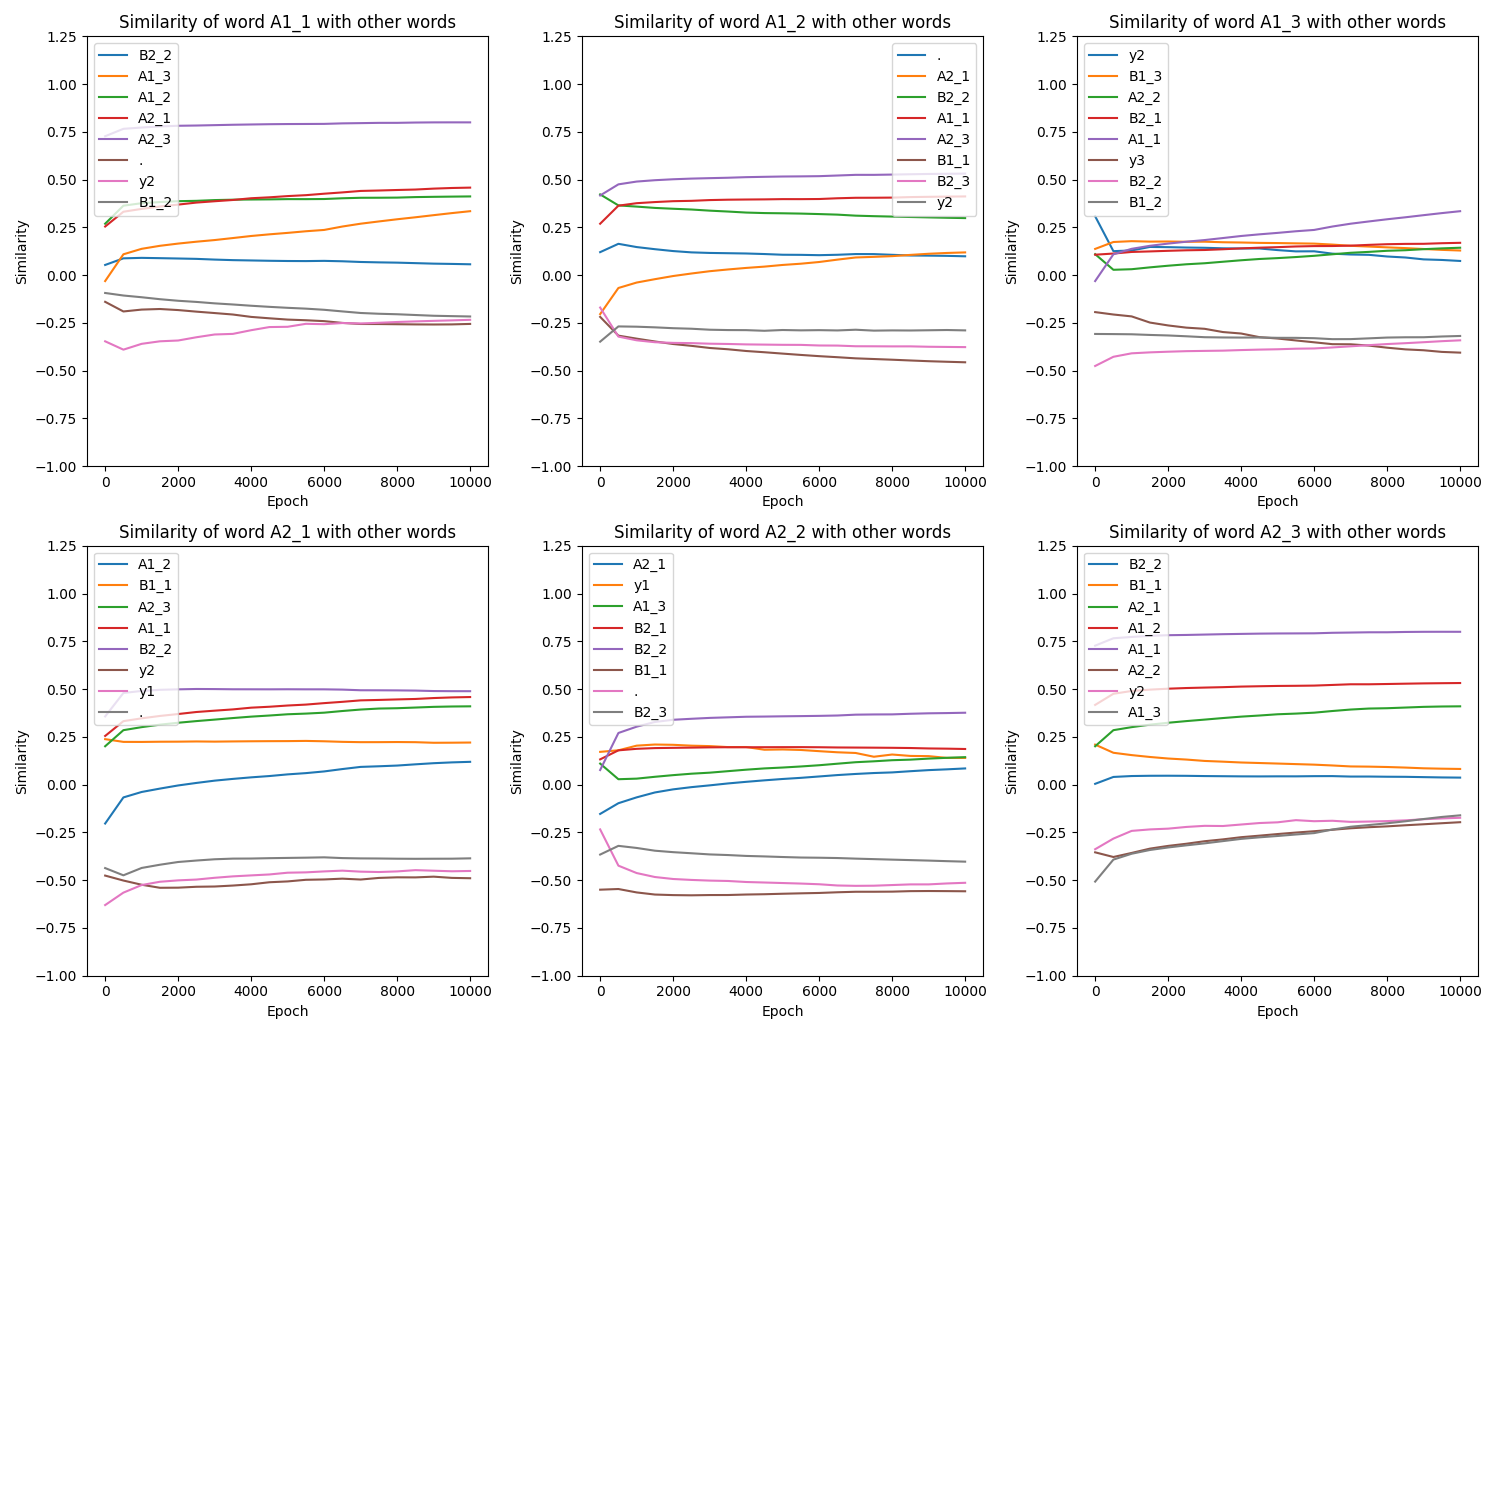 Similarity of word A1_1 with other words
1.25
1.00
0.75
0.50
0.25
0.00
−0.25
−0.50
−0.75
−1.00
Similarity
B2_2
A1_3
A1_2
A2_1
A2_3
.
y2
B1_2
0 2000 4000 6000 8000 10000
Epoch
Similarity of word A1_2 with other words
1.25
1.00
0.75
0.50
0.25
0.00
−0.25
−0.50
−0.75
−1.00
Similarity
.
A2_1
B2_2
A1_1
A2_3
B1_1
B2_3
y2
0 2000 4000 6000 8000 10000
Epoch
Similarity of word A1_3 with other words
1.25
1.00
0.75
0.50
0.25
0.00
−0.25
−0.50
−0.75
−1.00
Similarity
y2
B1_3
A2_2
B2_1
A1_1
y3
B2_2
B1_2
0 2000 4000 6000 8000 10000
Epoch
Similarity of word A2_1 with other words
1.25
1.00
0.75
0.50
0.25
0.00
−0.25
−0.50
−0.75
−1.00
Similarity
A1_2
B1_1
A2_3
A1_1
B2_2
y2
y1
.
0 2000 4000 6000 8000 10000
Epoch
Similarity of word A2_2 with other words
1.25
1.00
0.75
0.50
0.25
0.00
−0.25
−0.50
−0.75
−1.00
Similarity
A2_1
y1
A1_3
B2_1
B2_2
B1_1
.
B2_3
0 2000 4000 6000 8000 10000
Epoch
Similarity of word A2_3 with other words
1.25
1.00
0.75
0.50
0.25
0.00
−0.25
−0.50
−0.75
−1.00
Similarity
B2_2
B1_1
A2_1
A1_2
A1_1
A2_2
y2
A1_3
0 2000 4000 6000 8000 10000
Epoch